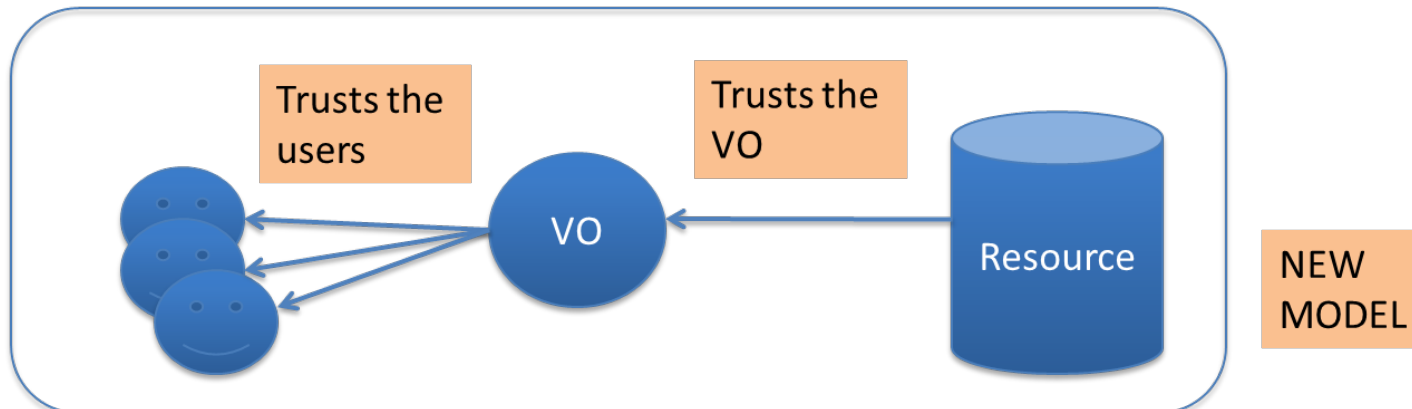 Trusts the
users
Trusts the
VO
VO
Resource
NEW
MODEL